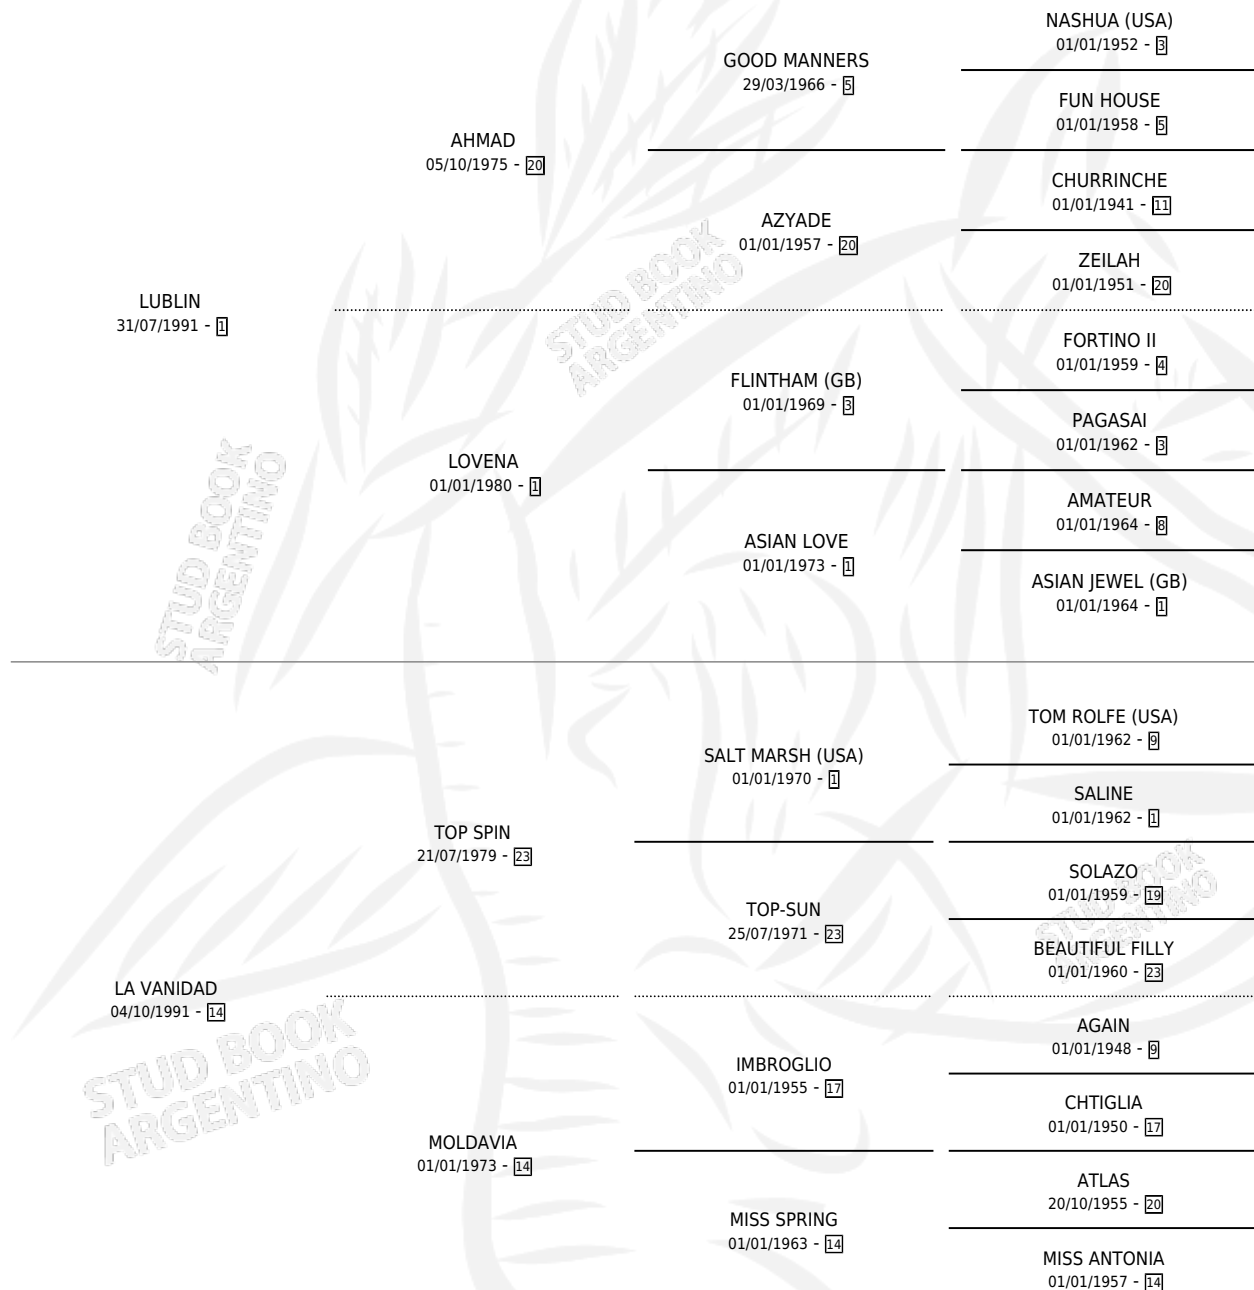 NASHUA (USA)
01/01/1952 - 3
GOOD MANNERS
29/03/1966 - 5
FUN HOUSE
01/01/1958 - 5
AHMAD
05/10/1975 - 20
CHURRINCHE
01/01/1941 - 11
AZYADE
01/01/1957 - 20
ZEILAH
01/01/1951 - 20
LUBLIN
31/07/1991 - 1
STUD BOOK
ARGENTINO
FORTINO II
01/01/1959 - 4
FLINTHAM (GB)
01/01/1969 - 3
PAGASAI
01/01/1962 - 3
LOVENA
01/01/1980 - 1
AMATEUR
01/01/1964 - 8
ASIAN LOVE
01/01/1973 - 1
ASIAN JEWEL (GB)
01/01/1964 - 1
STUD BOOK
ARGENTINO
TOM ROLFE (USA)
01/01/1962 - 9
SALT MARSH (USA)
01/01/1970 - 1
SALINE
01/01/1962 - 1
TOP SPIN
21/07/1979 - 23
SOLAZO
01/01/1959 - 19
TOP-SUN
25/07/1971 - 23
STUD BOOK
ARGENTINO
BEAUTIFUL FILLY
01/01/1960 - 23
LA VANIDAD
04/10/1991 - 14
AGAIN
01/01/1948 - 9
IMBROGLIO
01/01/1955 - 17
STUD BOOK
ARGENTINO
CHTIGLIA
01/01/1950 - 17
MOLDAVIA
01/01/1973 - 14
ATLAS
20/10/1955 - 20
MISS SPRING
01/01/1963 - 14
MISS ANTONIA
01/01/1957 - 14